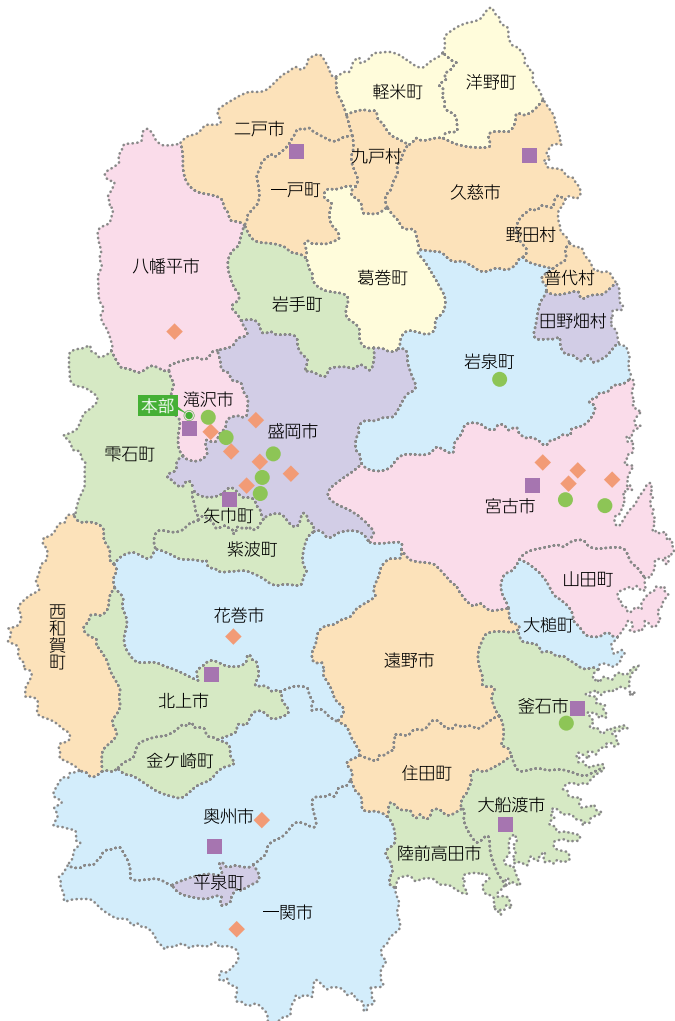 洋野町
軽米町
二戸市
九戸村
一戸町
久慈市
野田村
八幡平市
葛巻町
普代村
岩手町
田野畑村
岩泉町
滝沢市
本部
盛岡市
雫石町
宮古市
矢巾町
紫波町
山田町
花巻市
大槌町
西和賀町
遠野市
北上市
釜石市
金ケ崎町
住田町
大船渡市
奥州市
陸前高田市
平泉町
一関市